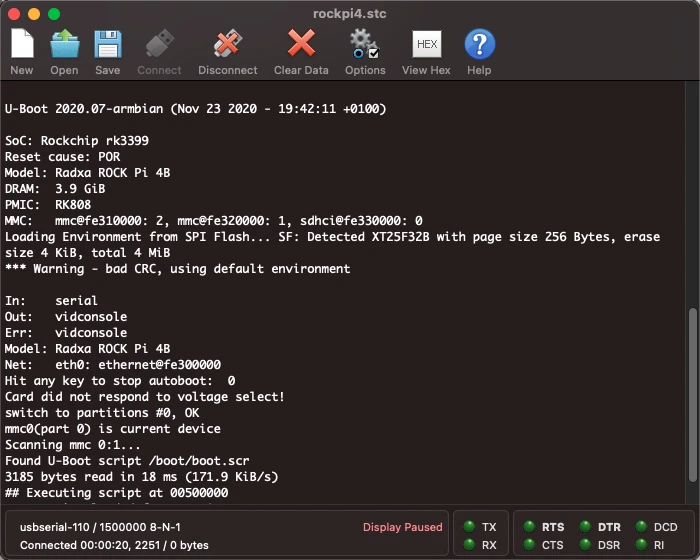 rockpi4.stc
HEX
New Open Save Connect Disconnect Clear Data Options View Hex Help
U-Boot 2020.07-armbian (Nov 23 2020 - 19:42:11 +0100)
SoC: Rockchip rk3399
Reset cause: POR
Model: Radxa ROCK Pi 4B
DRAM:  3.9 GiB
PMIC:  RK808
MMC:   mmc@fe310000: 2, mmc@fe320000: 1, sdhci@fe330000: 0
Loading Environment from SPI Flash... SF: Detected XT25F32B with page size 256 Bytes, erase
size 4 KiB, total 4 MiB
*** Warning - bad CRC, using default environment
In:    serial
Out:   vidconsole
Err:   vidconsole
Model: Radxa ROCK Pi 4B
Net:   eth0: ethernet@fe300000
Hit any key to stop autoboot:  0
Card did not respond to voltage select!
switch to partitions #0, OK
mmc0(part 0) is current device
Scanning mmc 0:1...
Found U-Boot script /boot/boot.scr
3185 bytes read in 18 ms (171.9 KiB/s)
## Executing script at 00500000
usbserial-110 / 1500000 8-N-1 Display Paused TX RTS DTR DCD
Connected 00:00:20, 2251 / 0 bytes RX CTS DSR RI